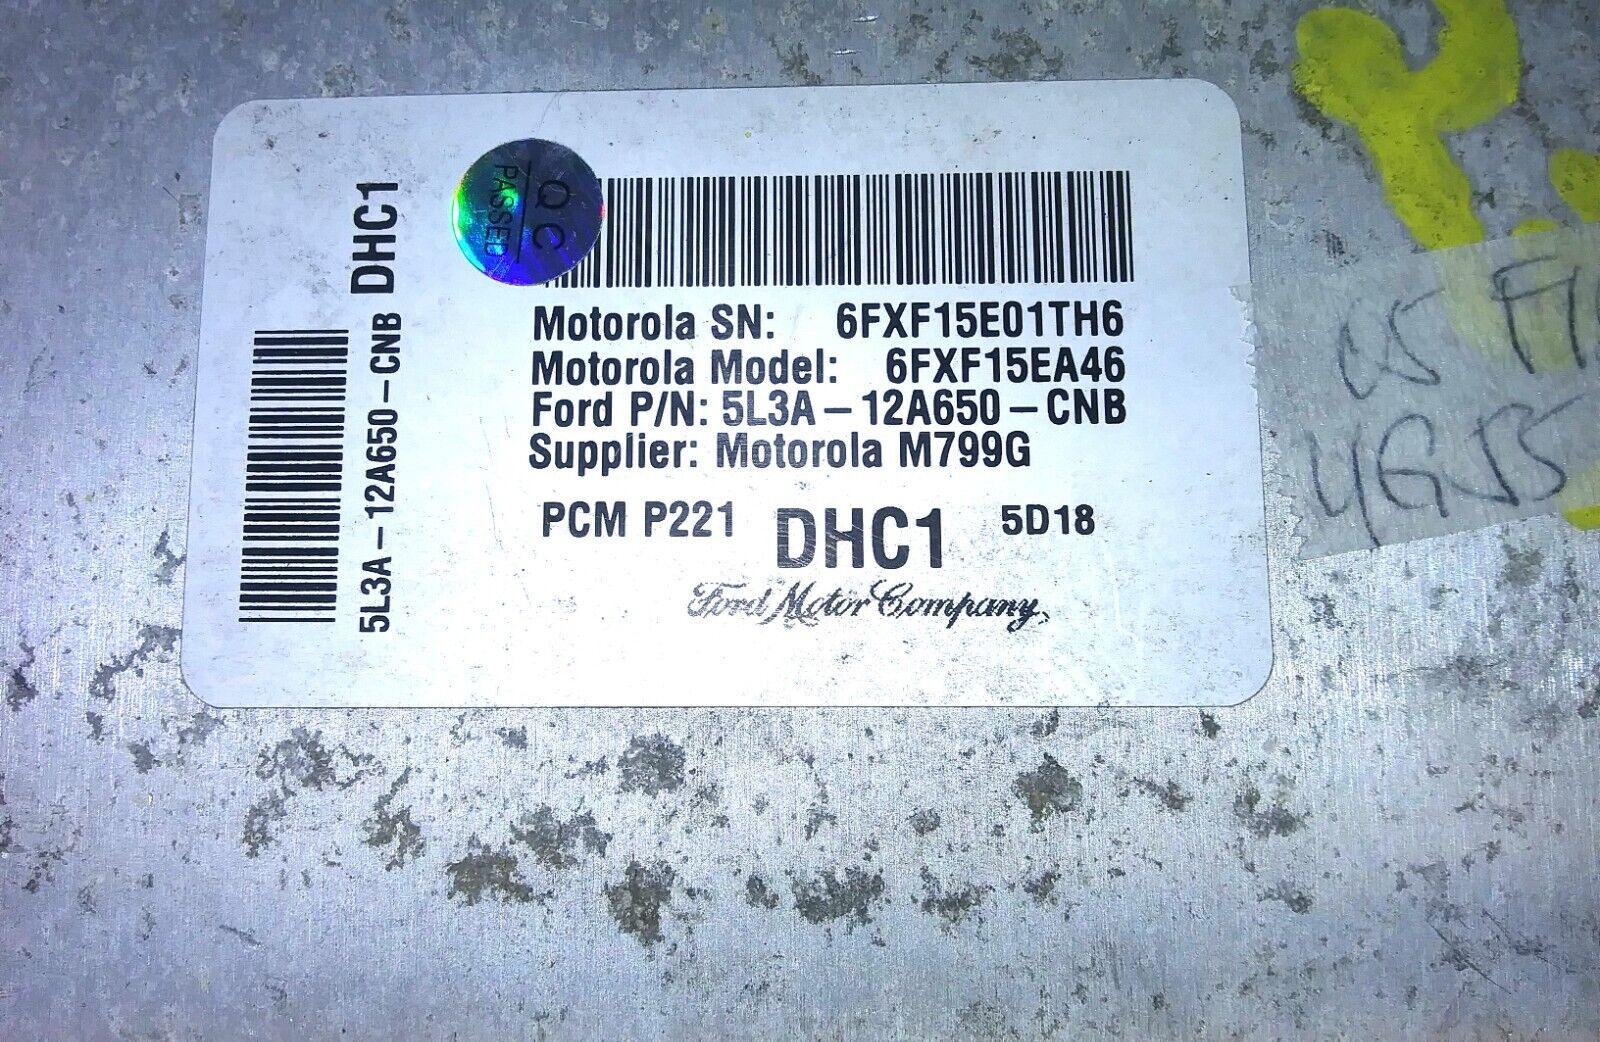 DHC1
5L3A-12A650-CNB
QC
PASSED
Motorola SN: 6FXF15E01TH6
Motorola Model: 6FXF15EA46
Ford P/N: 5L3A-12A650-CNB
Supplier: Motorola M799G
PCM P221 DHC1 5D18
Ford Motor Company,
05